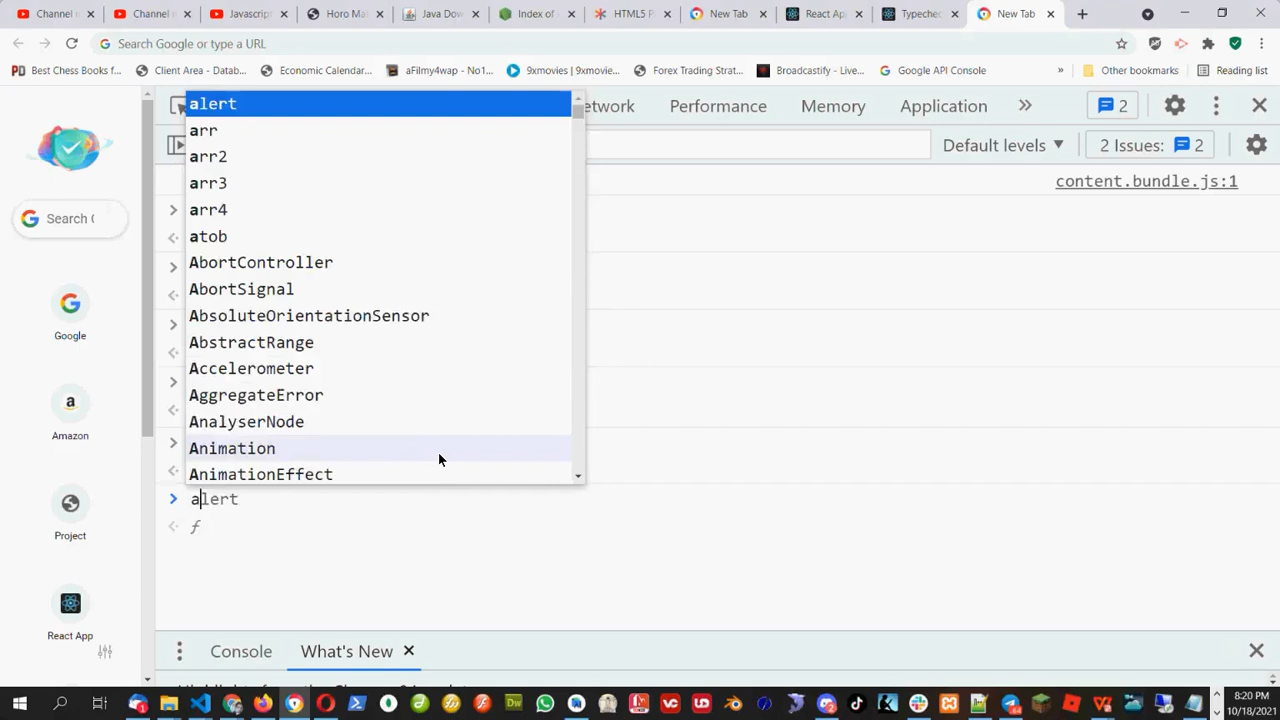 Channel c
Channel c
Javascript
Horo Ma
Java Dow
Index o
HTML5
New Tab
React Ap
Typeche
New Tab
Search Google or type a URL
Best Chess Books f...
Client Area - Datab...
Economic Calendar...
aFilmy4wap - No1...
9xmovies... |9xmovie...
Forex Trading Strat...
Broadcastify - Live...
Google API Console
»
Other bookmarks
Reading list
etwork
Performance
Memory
»
2
Default levels ▼
2 Issues:
2
content.bundle.js:1
Search (
Google
Amazon
Project
React App
alert
arr
arr2
arr3
arr4
atob
AbortController
AbortSignal
AbsoluteOrientationSensor
AbstractRange
Accelerometer
AggregateError
AnalyserNode
Animation
AnimationEffect
alert
ƒ
Console
What's New
8:20 PM
10/18/2021